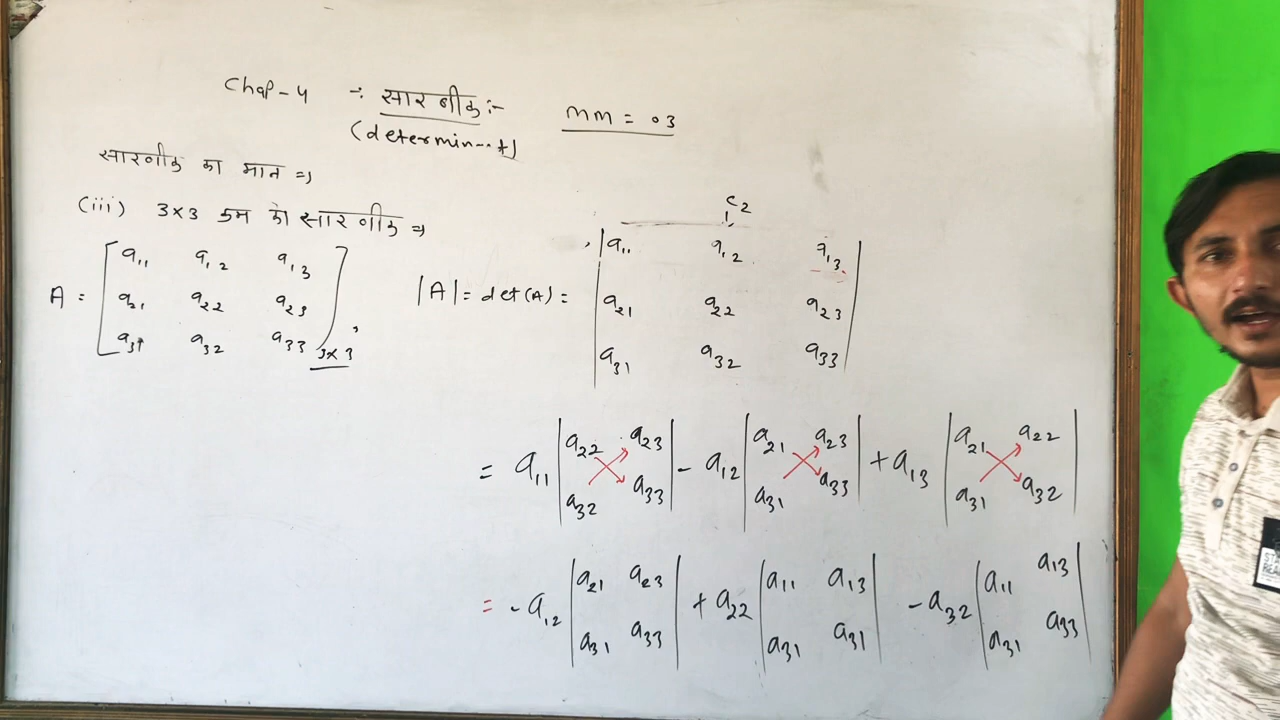 Chap-4 ÷ सारणीक:-
(determin..t)
MM = 03
सारणीक का मान ⇒
(iii) 3×3 क्रम का सारणीक ⇒
C2
A = [ a11 a12 a13
a21 a22 a23
a31 a32 a33 ] 3×3 ,
|A| = det(A) = | a11 a12 a13 |
| a21 a22 a23 |
| a31 a32 a33 |
= a11 | a22 a23 | - a12 | a21 a23 | + a13 | a21 a22 |
| a32 a33 | | a31 a33 | | a31 a32 |
= - a12 | a21 a23 | + a22 | a11 a13 | - a32 | a11 a13 |
| a31 a33 | | a31 a31 | | a31 a33 |